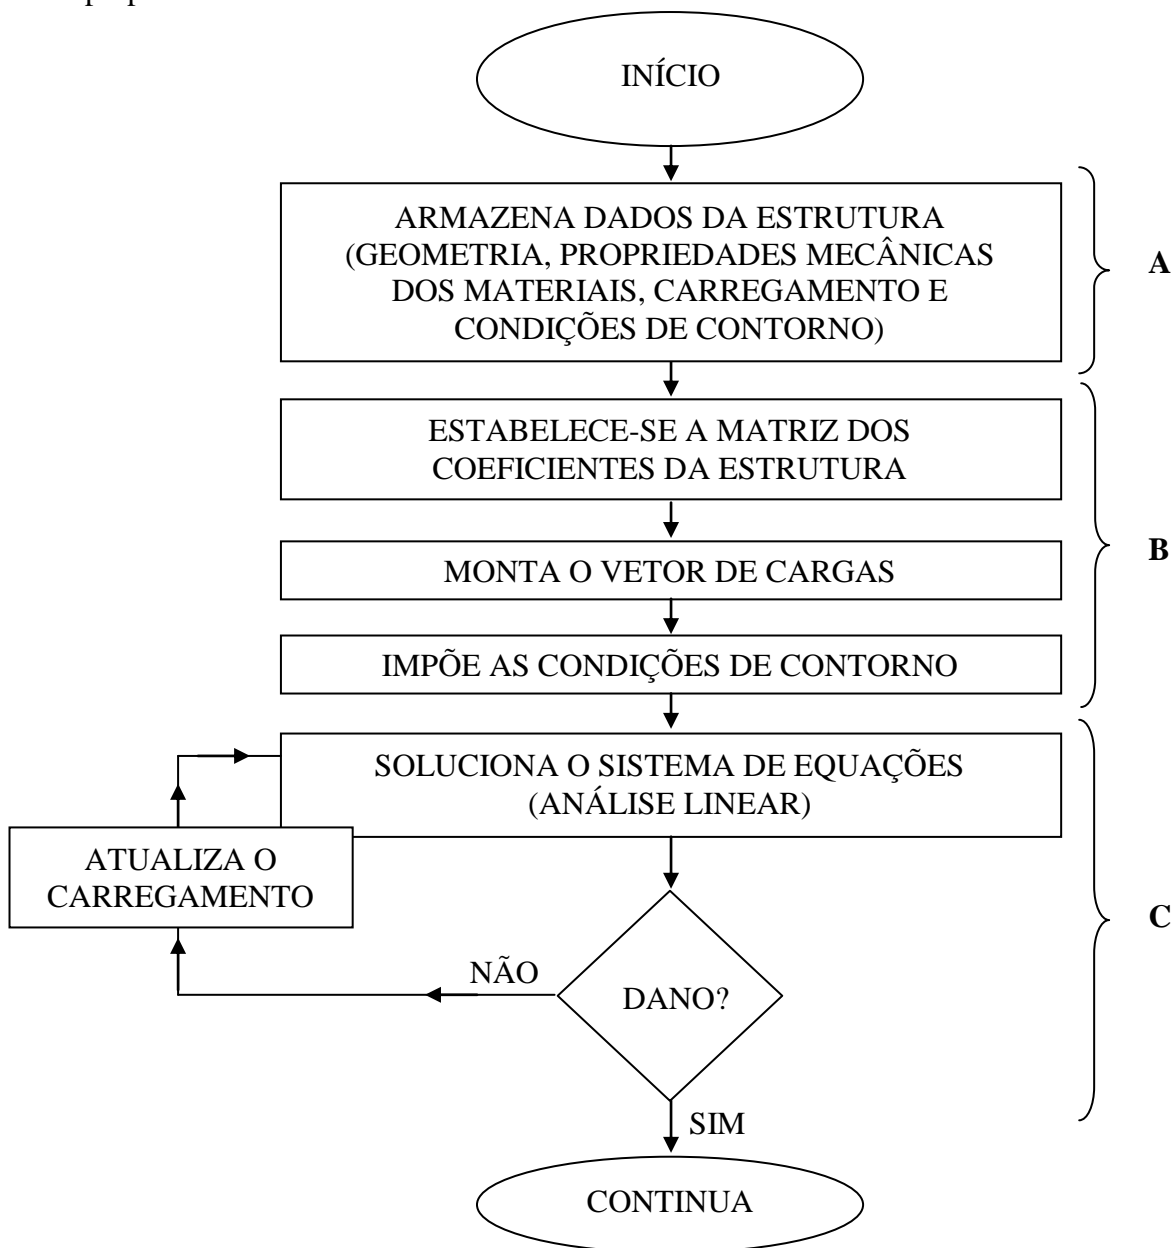 INÍCIO
ARMAZENA DADOS DA ESTRUTURA
(GEOMETRIA, PROPRIEDADES MECÂNICAS
DOS MATERIAIS, CARREGAMENTO E
CONDIÇÕES DE CONTORNO)
A
ESTABELECE-SE A MATRIZ DOS
COEFICIENTES DA ESTRUTURA
MONTA O VETOR DE CARGAS
B
IMPÕE AS CONDIÇÕES DE CONTORNO
SOLUCIONA O SISTEMA DE EQUAÇÕES
(ANÁLISE LINEAR)
ATUALIZA O
CARREGAMENTO
C
NÃO
DANO?
SIM
CONTINUA